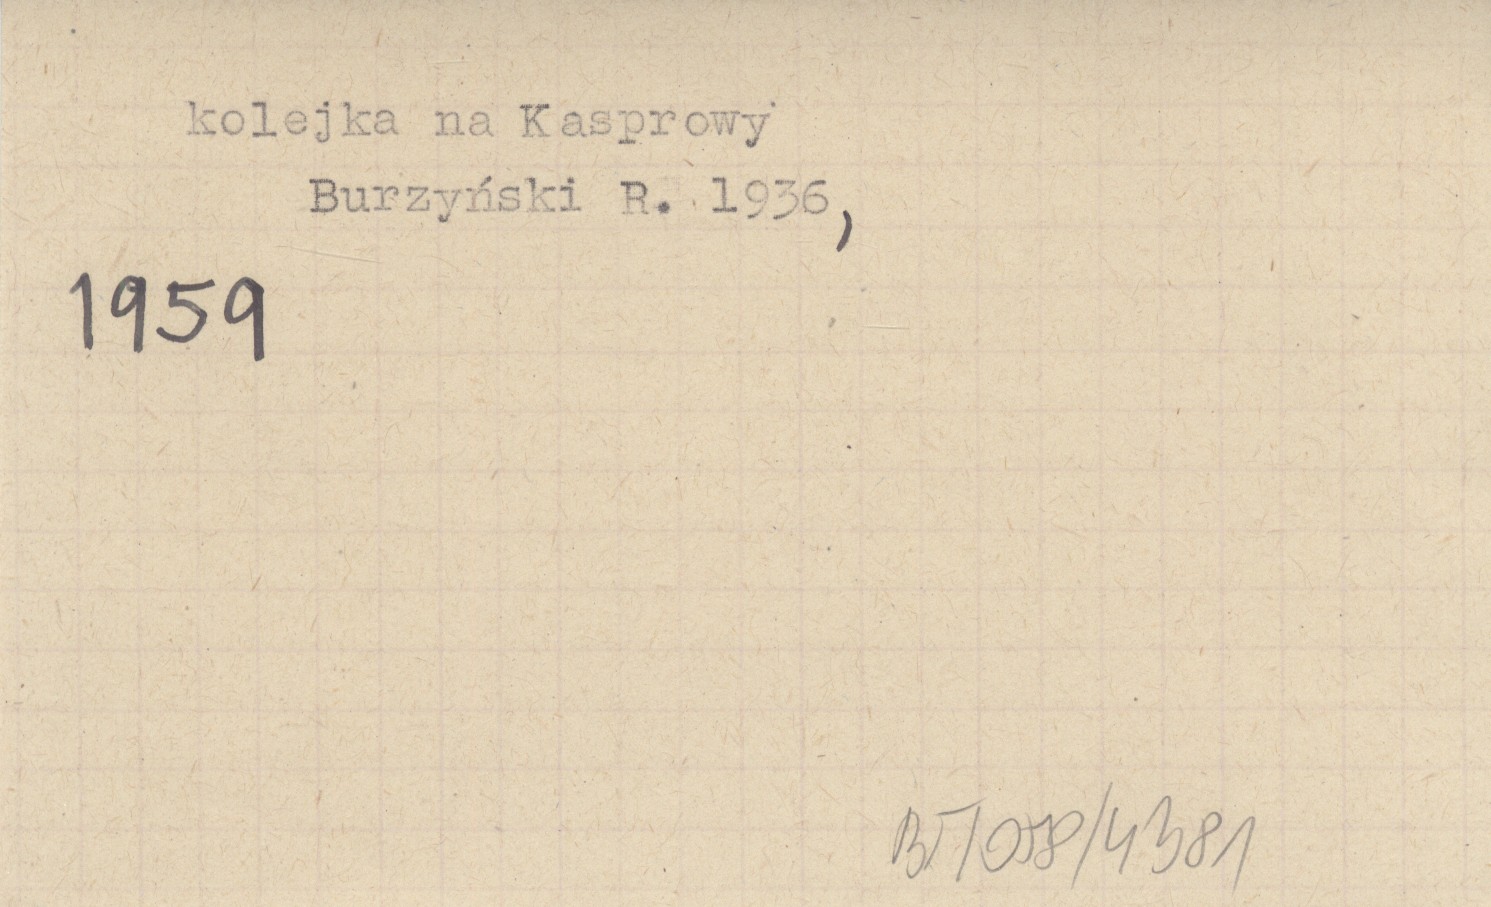 kolejka na Kasprowy
Burzyński R. 1936,
1959
BT/058/4381